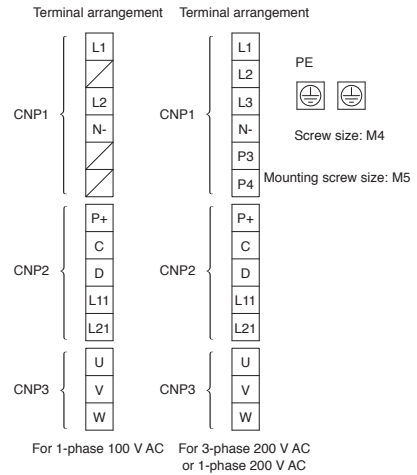 Terminal arrangement
L1
L2
N-
CNP1
P+
C
D
L11
L21
CNP2
U
V
W
CNP3
For 1-phase 100 V AC
Terminal arrangement
L1
L2
L3
N-
P3
P4
CNP1
P+
C
D
L11
L21
CNP2
U
V
W
CNP3
For 3-phase 200 V AC
or 1-phase 200 V AC
PE
Screw size: M4
Mounting screw size: M5